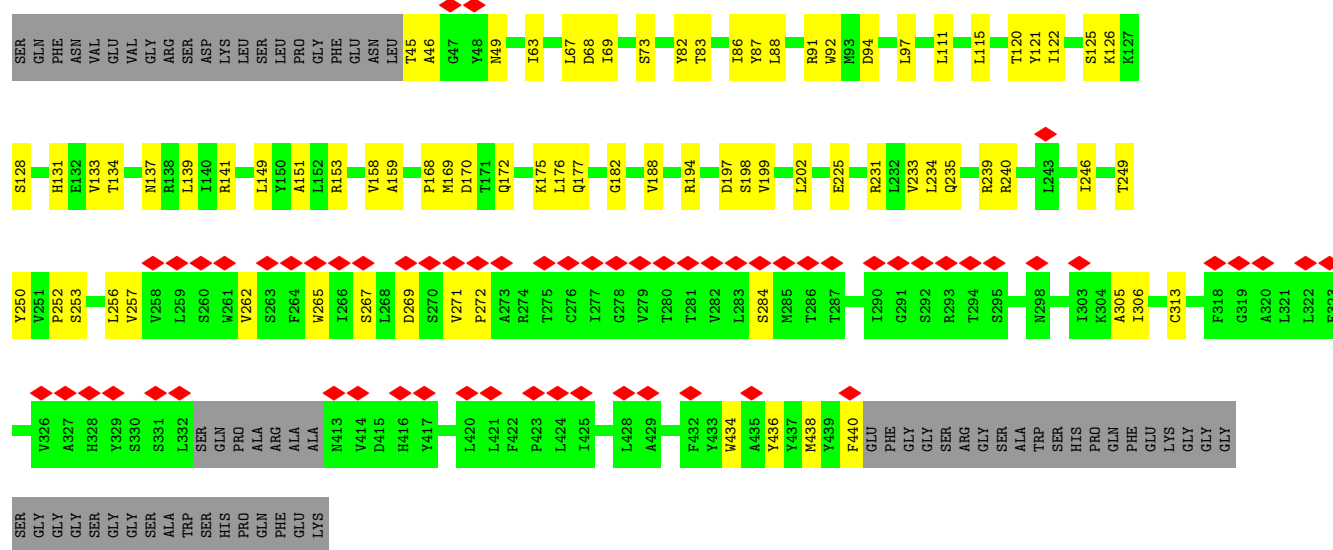 SER GLN PHE ASN VAL GLU VAL GLY ARG SER ASP LYS LEU SER LEU PRO GLY PHE GLU ASN LEU T45 A46 G47 Y48 N49 I63 L67 D68 I69 S73 Y82 T83 I86 Y87 L88 R91 W92 M93 D94 L97 L111 L115 T120 Y121 I122 S125 K126 K127
S128 H131 E132 V133 T134 N137 R138 L139 I140 R141 L149 Y150 A151 L152 R153 V158 A159 P168 M169 D170 T171 Q172 K175 L176 Q177 G182 V188 R194 D197 S198 V199 L202 E225 R231 L232 V233 L234 Q235 R239 R240 L243 I246 T249
Y250 V251 P252 S253 L256 V257 V258 L259 S260 W261 V262 S263 F264 W265 I266 S267 L268 D269 S270 V271 P272 A273 R274 T275 C276 I277 G278 V279 T280 T281 V282 L283 S284 M285 T286 T287 I290 G291 S292 R293 T294 S295 N298 I303 K304 A305 I306 C313 F318 G319 A320 L321 L322
V326 A327 H328 Y329 S330 S331 L332 SER GLN PRO ALA ARG ALA ALA N413 V414 D415 H416 Y417 L420 L421 F422 P423 L424 I425 L428 A429 F432 Y433 W434 A435 Y436 Y437 M438 Y439 F440 GLU PHE GLY GLY SER ARG GLY SER ALA TRP SER HIS PRO GLN PHE GLU LYS GLY GLY GLY
SER GLY GLY GLY SER GLY GLY SER ALA TRP SER HIS PRO GLN PHE GLU LYS